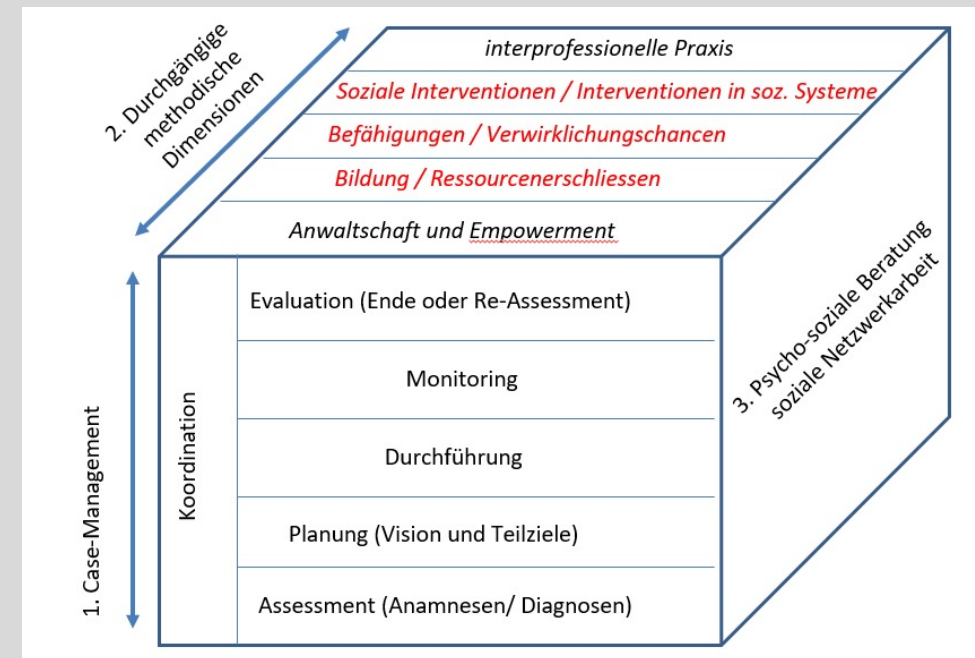 2. Durchgängige
methodische
Dimensionen
interprofessionelle Praxis
Soziale Interventionen / Interventionen in soz. Systeme
Befähigungen / Verwirklichungschancen
Bildung / Ressourcenerschliessen
Anwaltschaft und Empowerment
1. Case-Management
Koordination
Evaluation (Ende oder Re-Assessment)
Monitoring
Durchführung
Planung (Vision und Teilziele)
Assessment (Anamnesen/ Diagnosen)
3. Psycho-soziale Beratung
soziale Netzwerkarbeit